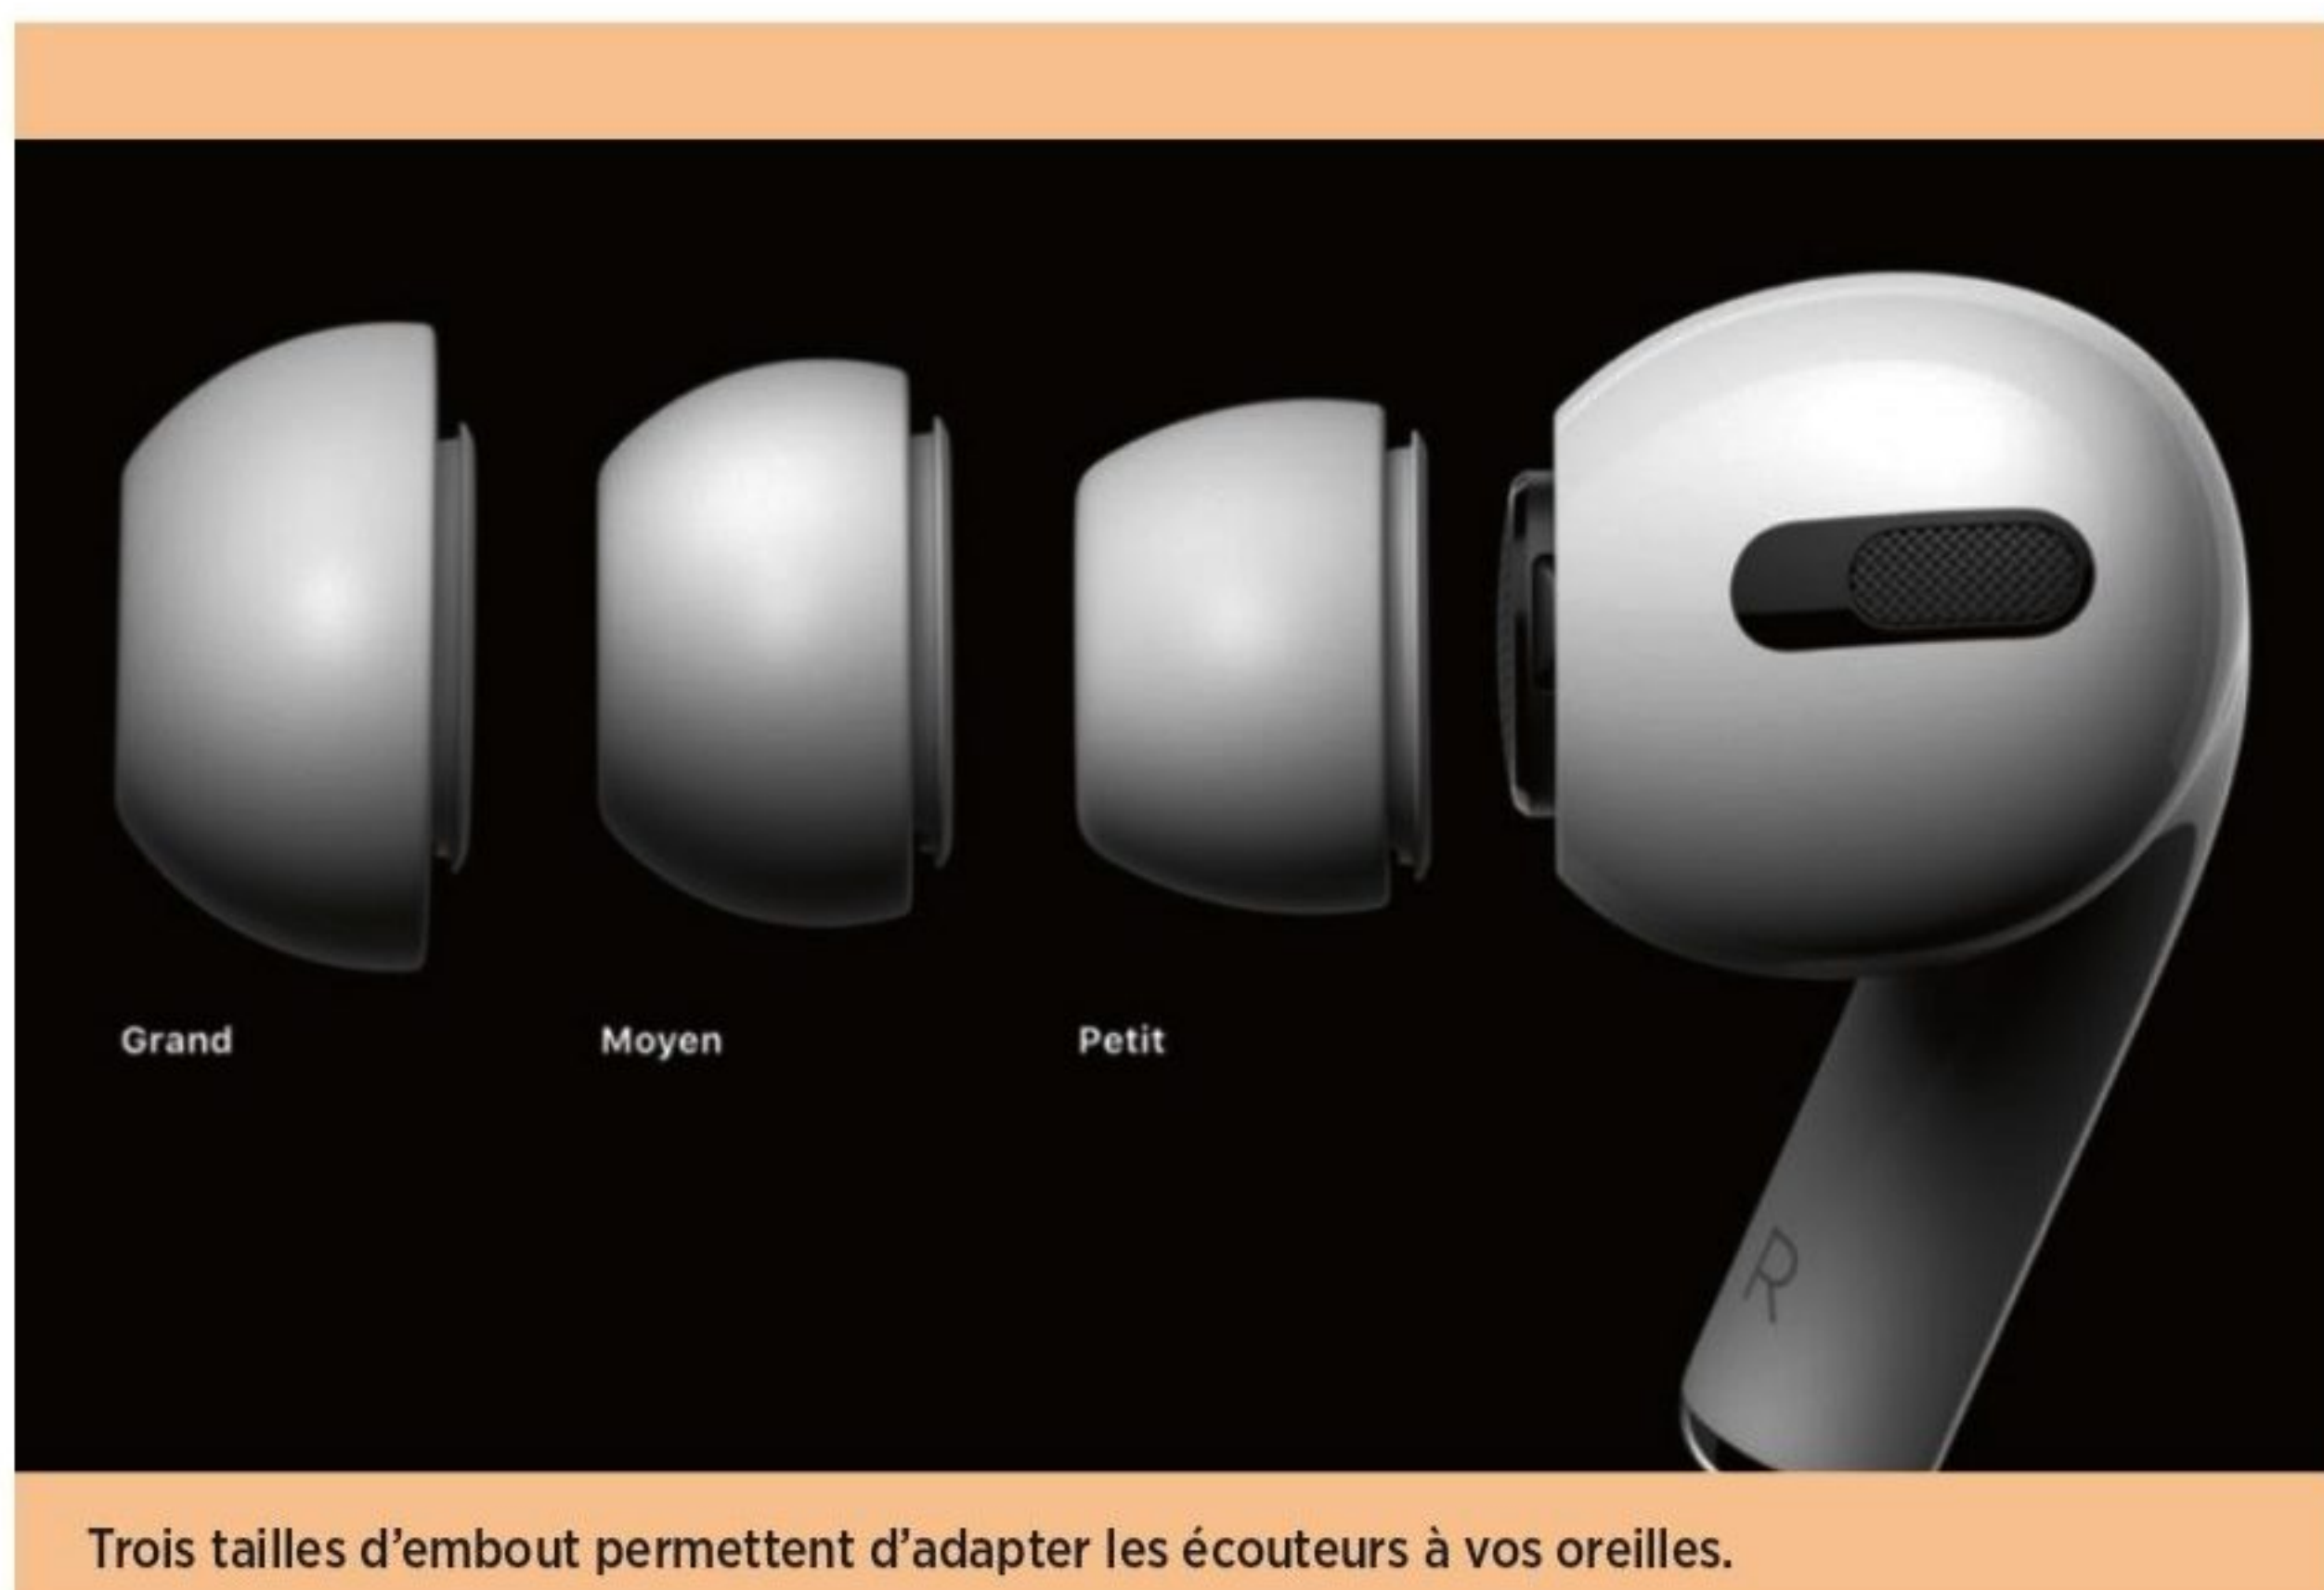 Grand
Moyen
Petit
R
Trois tailles d’embout permettent d’adapter les écouteurs à vos oreilles.